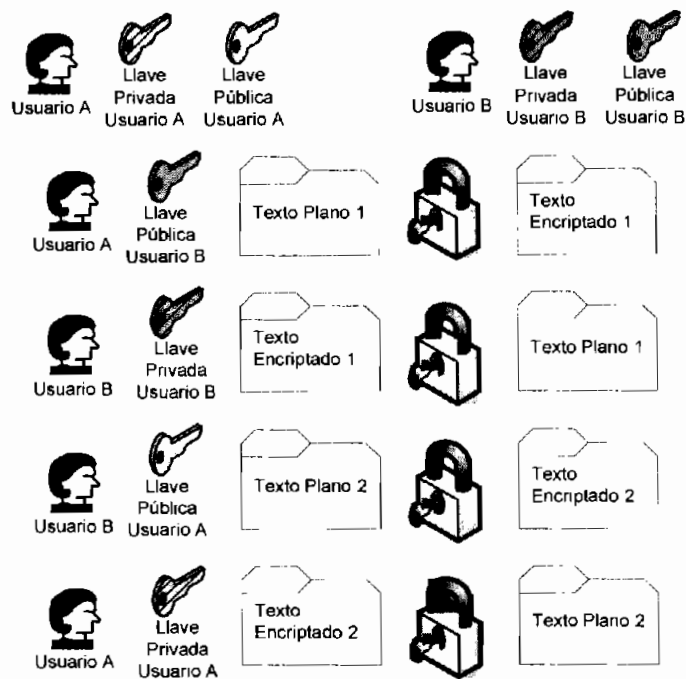 Usuario A
Llave
Privada
Usuario A
Llave
Pública
Usuario A
Usuario B
Llave
Privada
Usuario B
Llave
Pública
Usuario B
Usuario A
Llave
Pública
Usuario B
Texto Plano 1
Texto
Encriptado 1
Usuario B
Llave
Privada
Usuario B
Texto
Encriptado 1
Texto Plano 1
Usuario B
Llave
Pública
Usuario A
Texto Plano 2
Texto
Encriptado 2
Usuario A
Llave
Privada
Usuario A
Texto
Encriptado 2
Texto Plano 2